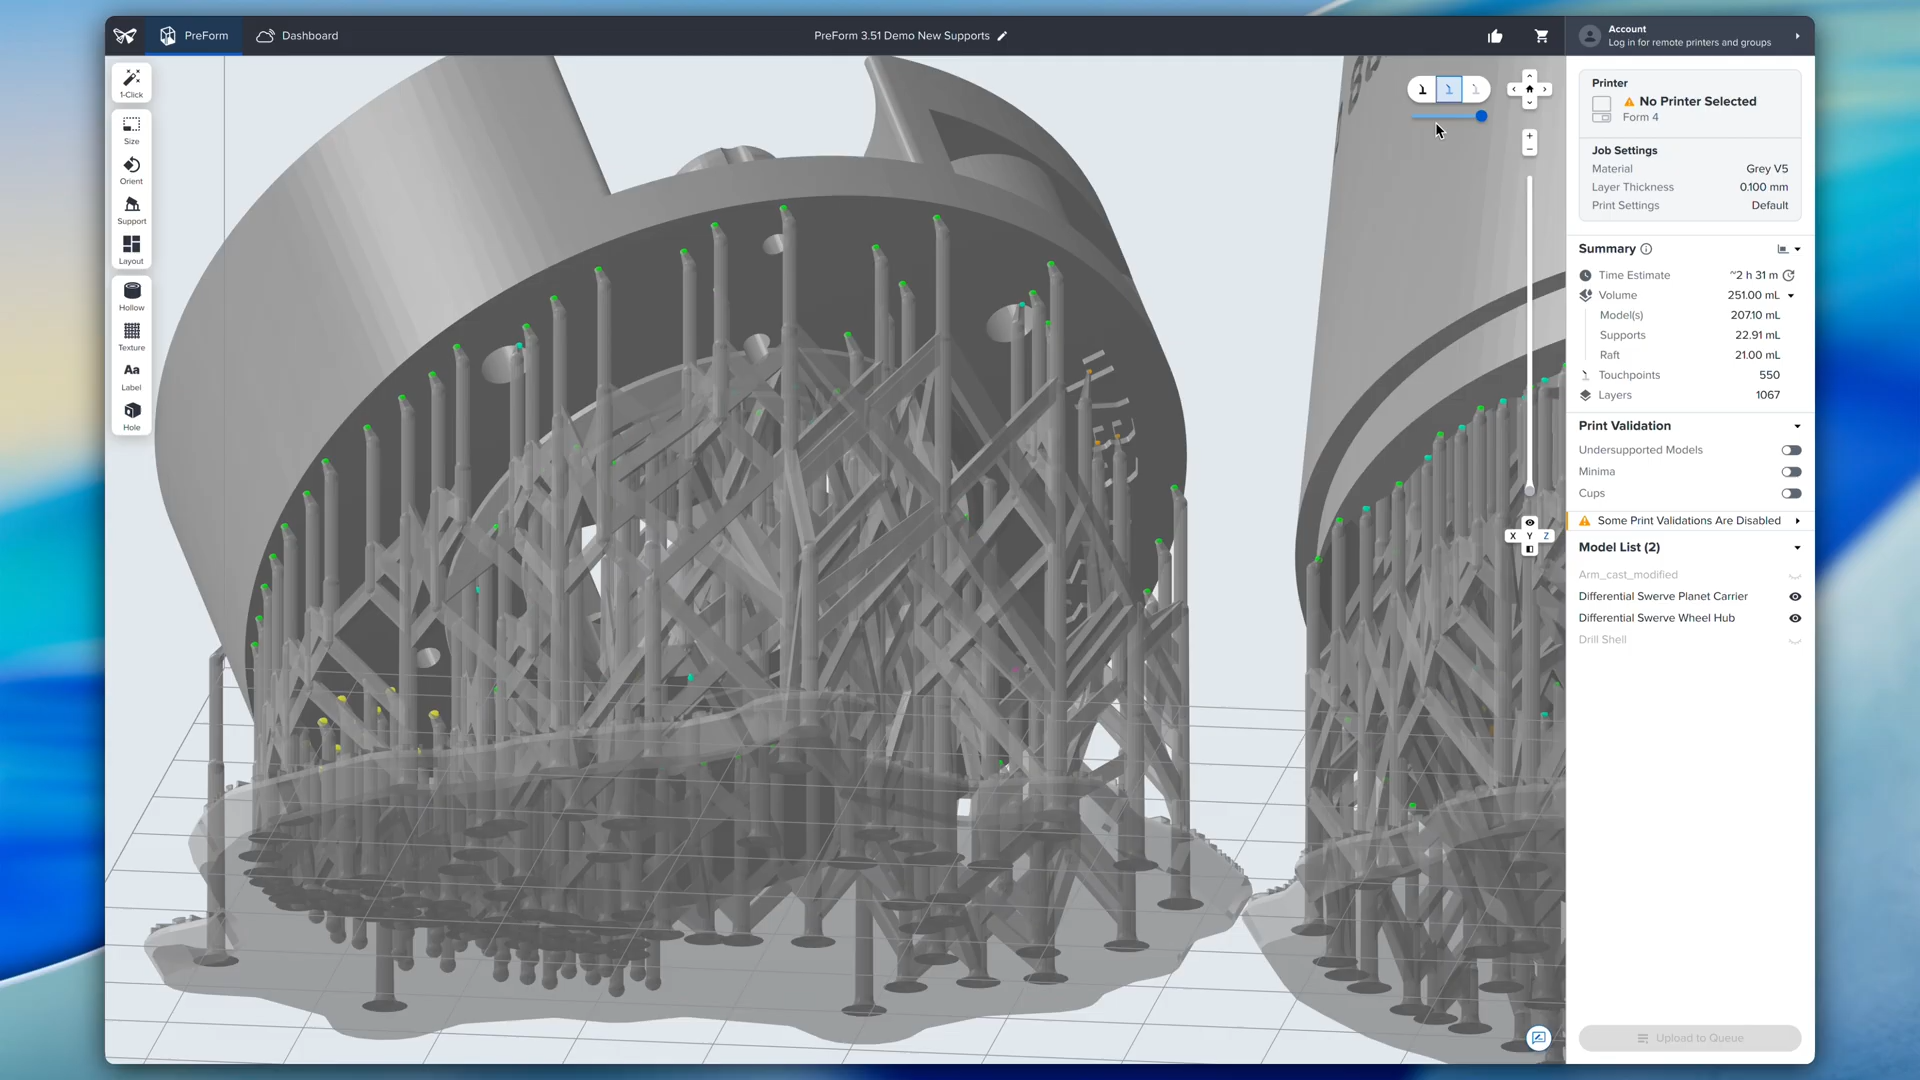 PreForm
Dashboard
PreForm 3.51 Demo New Supports
Account
Log in for remote printers and groups
1-Click
Size
Orient
Support
Layout
Hollow
Texture
Aa
Label
Hole
X Y Z
Printer
No Printer Selected
Form 4
Job Settings
Material Grey V5
Layer Thickness 0.100 mm
Print Settings Default
Summary
Time Estimate ~2 h 31 m
Volume 251.00 mL
Model(s) 207.10 mL
Supports 22.91 mL
Raft 21.00 mL
Touchpoints 550
Layers 1067
Print Validation
Undersupported Models
Minima
Cups
Some Print Validations Are Disabled
Model List (2)
Arm_cast_modified
Differential Swerve Planet Carrier
Differential Swerve Wheel Hub
Drill Shell
Upload to Queue